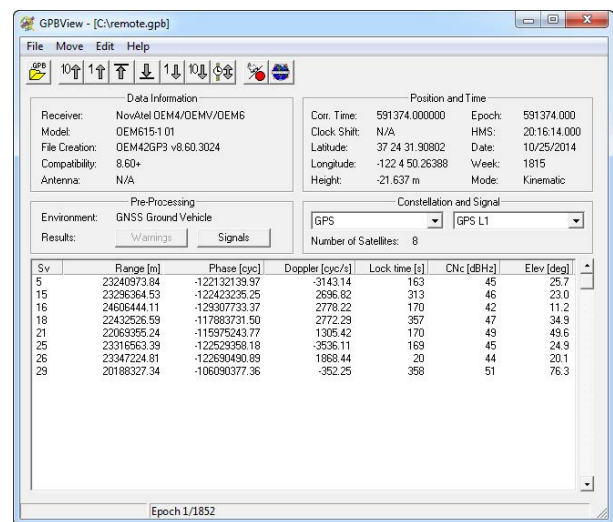 GPBView - [C:\remote.gpb]
File Move Edit Help
GPB 10 1 1 10
Data Information
Receiver: NovAtel OEM4/OEMV/OEM6
Model: OEM615-1.01
File Creation: OEM42GP3 v8.60.3024
Compatibility: 8.60+
Antenna: N/A
Position and Time
Corr. Time: 591374.000000 Epoch: 591374.000
Clock Shift: N/A HMS: 20:16:14.000
Latitude: 37 24 31.90802 Date: 10/25/2014
Longitude: -122 4 50.26388 Week: 1815
Height: -21.637 m Mode: Kinematic
Pre-Processing
Environment: GNSS Ground Vehicle
Results: Warnings Signals
Constellation and Signal
GPS GPS L1
Number of Satellites: 8
Sv Range [m] Phase [cyc] Doppler [cyc/s] Lock time [s] CNc [dBHz] Elev [deg]
5 23240973.84 -122132139.97 -3143.14 163 45 25.7
15 23296364.53 -122423235.25 2696.82 313 46 23.0
16 24606444.11 -129307733.37 2778.22 170 42 11.2
18 22432526.59 -117883731.50 2772.29 357 47 34.9
21 22069355.24 -115975243.77 1305.42 170 49 49.6
25 23316563.39 -122529358.18 -3536.11 169 45 24.9
26 23347224.81 -122690490.89 1868.44 20 44 20.1
29 20188327.34 -106090377.36 -352.25 358 51 76.3
Epoch 1/1852